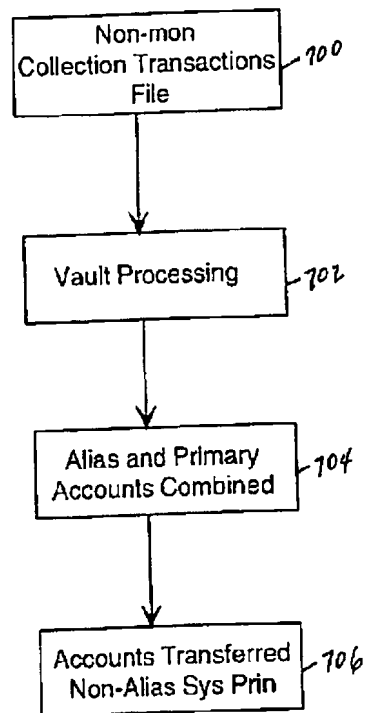 Non-mon
Collection Transactions
File
700
Vault Processing
702
Alias and Primary
Accounts Combined
704
Accounts Transferred
Non-Alias Sys Prin
706